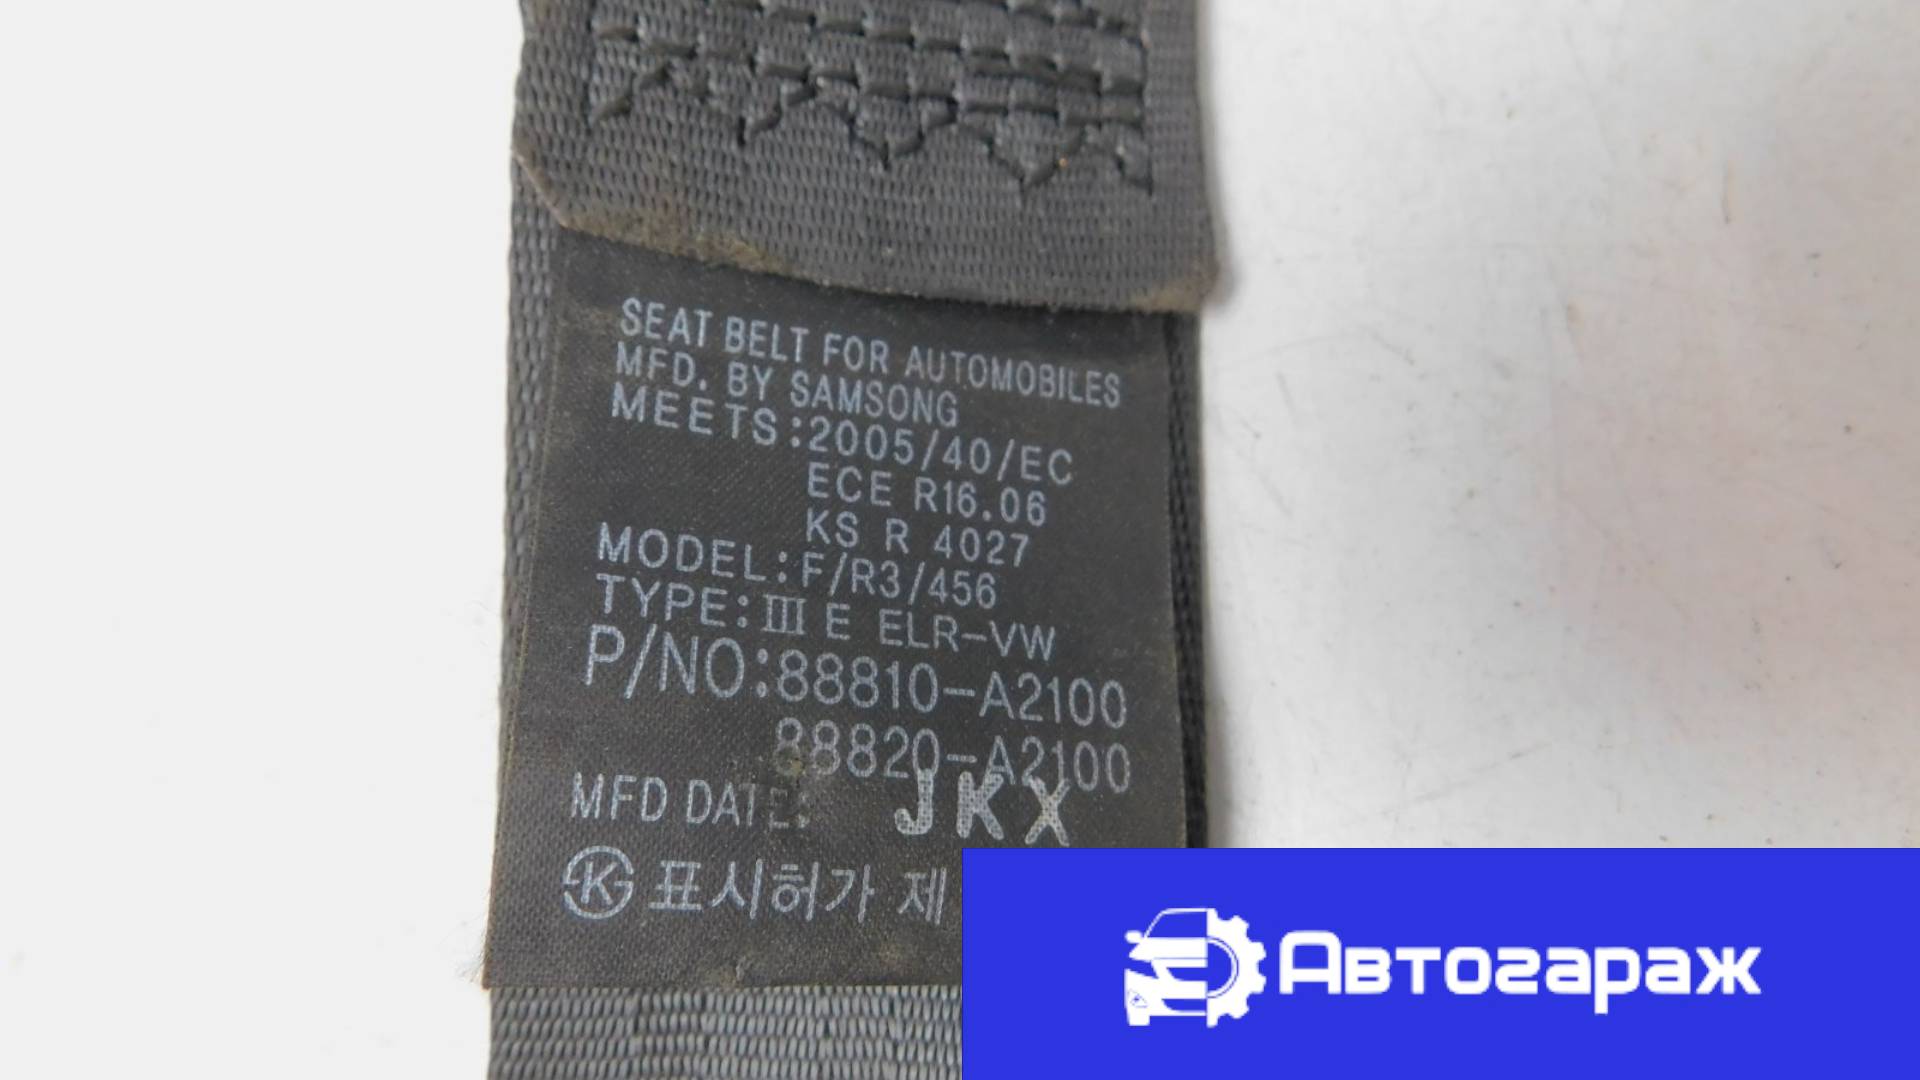 SEAT BELT FOR AUTOMOBILES
MFD. BY SAMSONG
MEETS:2005/40/EC
ECE R16.06
KS R 4027
MODEL:F/R3/456
TYPE:Ⅲ E ELR-VW
P/NO:88810-A2100
88820-A2100
MFD DATE: JKX
K 표시허가 제
Автогараж